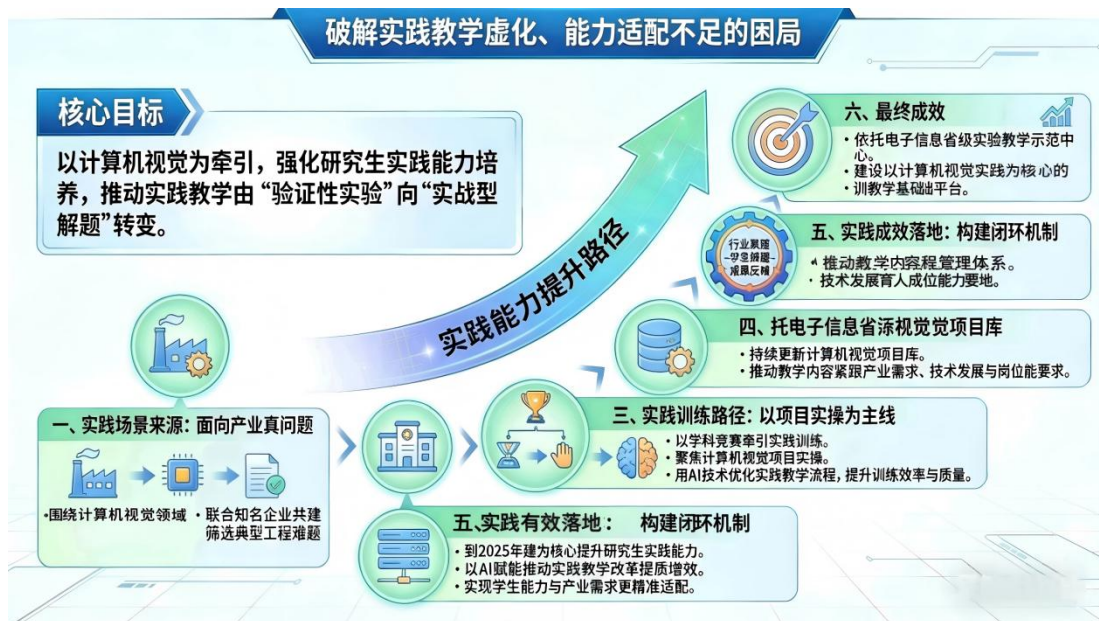 破解实践教学虚化、能力适配不足的困局
核心目标
以计算机视觉为牵引，强化研究生实践能力培
养，推动实践教学由“验证性实验”向“实战型
解题”转变。
实践能力提升路径
一、实践场景来源：面向产业真问题
·围绕计算机视觉领域
·联合知名企业共建
筛选典型工程难题
五、实践有效落地： 构建闭环机制
·到2025年建为核心提升研究生实践能力。
·以AI赋能推动实践教学改革提质增效。
·实现学生能力与产业需求更精准适配。
三、实践训练路径：以项目实操为主线
·以学科竞赛牵引实践训练。
·聚焦计算机视觉项目实操。
·用AI技术优化实践教学流程，提升训练效率与质量。
四、托电子信息省涿视觉觉项目库
·持续更新计算机视觉项目库。
·推动教学内容紧跟产业需求、技术发展与岗位能要求。
五、实践成效落地：构建闭环机制
推动教学内容程管理体系。
·技术发展育人成位能力要地。
六、最终成效
·依托电子信息省级实验教学示范中
心。
·建设以计算机视觉实践为核心的
·训教学基础出平台。